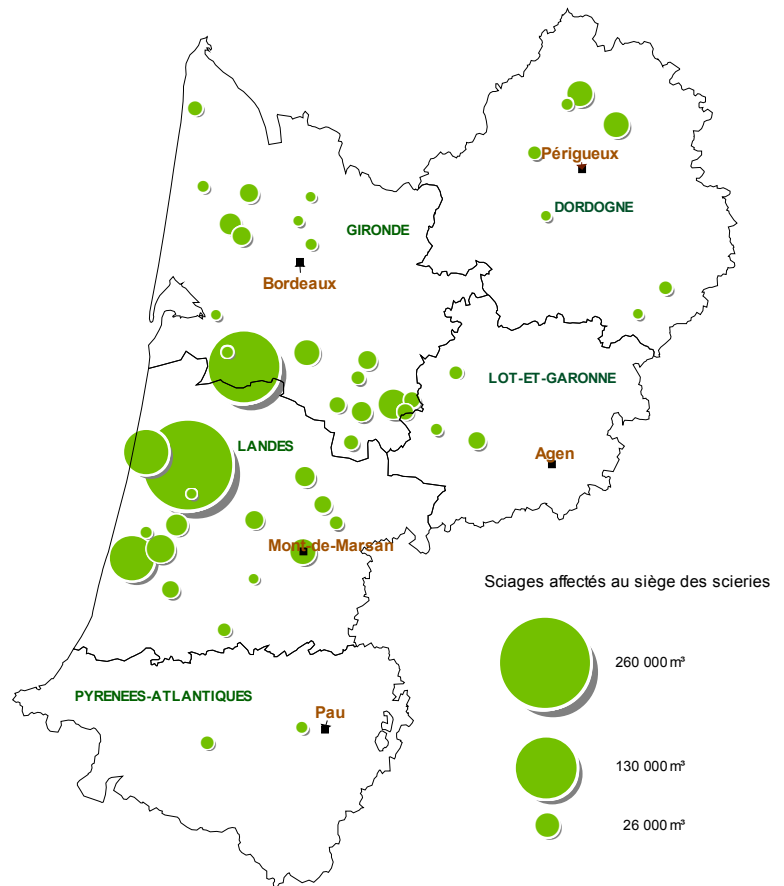 Périgueux
DORDOGNE
GIRONDE
Bordeaux
LOT-ET-GARONNE
LANDES
Agen
Mont-de-Marsan
Sciages affectés au siège des scieries
260 000 m³
PYRENEES-ATLANTIQUES
Pau
130 000 m³
26 000 m³